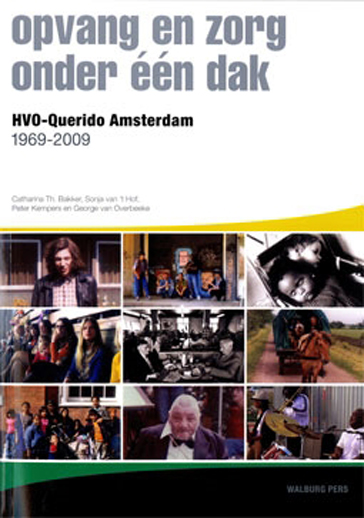 opvang en zorg
onder één dak
HVO-Querido Amsterdam
1969-2009
Catharina Th. Bakker, Sonja van 't Hof,
Peter Kempers en George van Overbeeke
WALBURG PERS